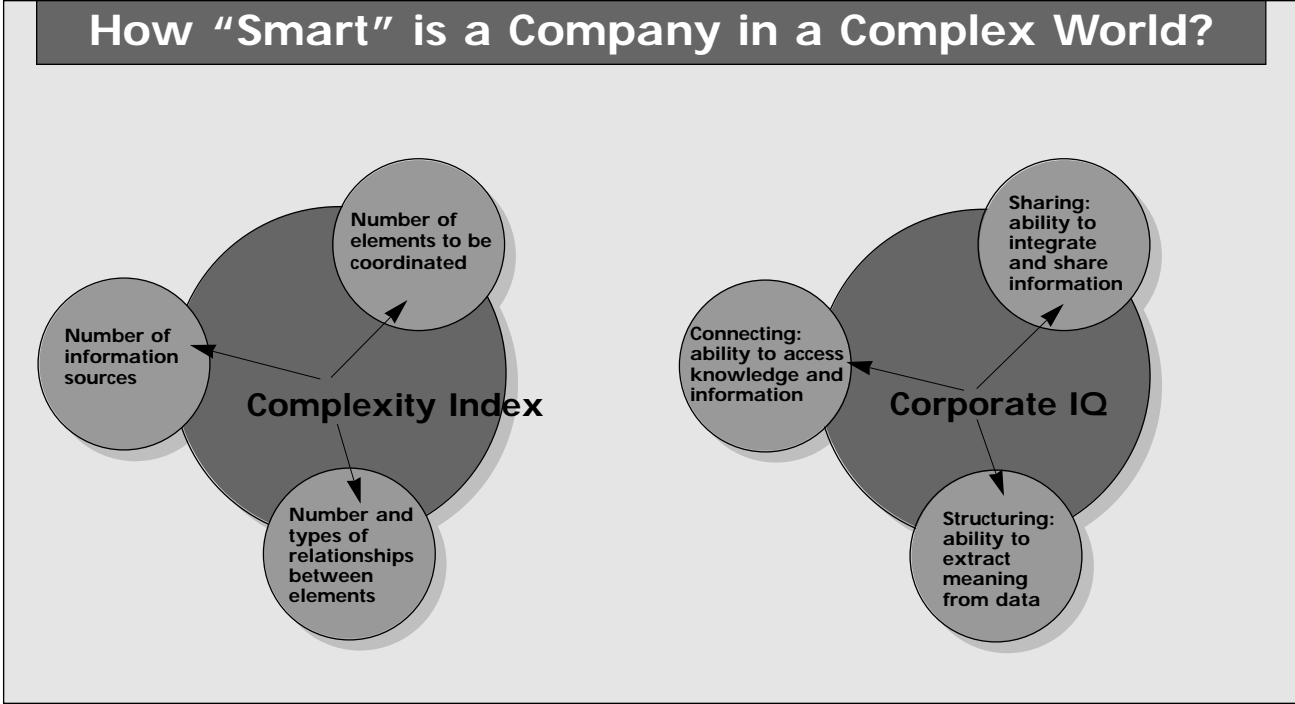 How “Smart” is a Company in a Complex World?
Number of
elements to be
coordinated
Number of
information
sources
Complexity Index
Number and
types of
relationships
between
elements
Sharing:
ability to
integrate
and share
information
Connecting:
ability to access
knowledge and
information
Corporate IQ
Structuring:
ability to
extract
meaning
from data